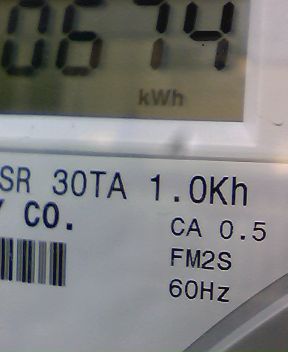 0674
kWh
SR 30TA 1.0Kh
Y CO.
CA 0.5
FM2S
60Hz